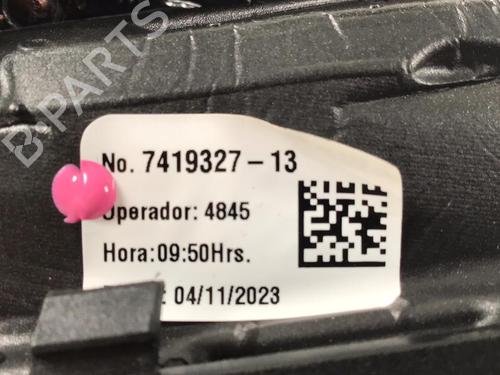 B-PARTS
No. 7419327-13
Operador: 4845
Hora:09:50Hrs.
: 04/11/2023